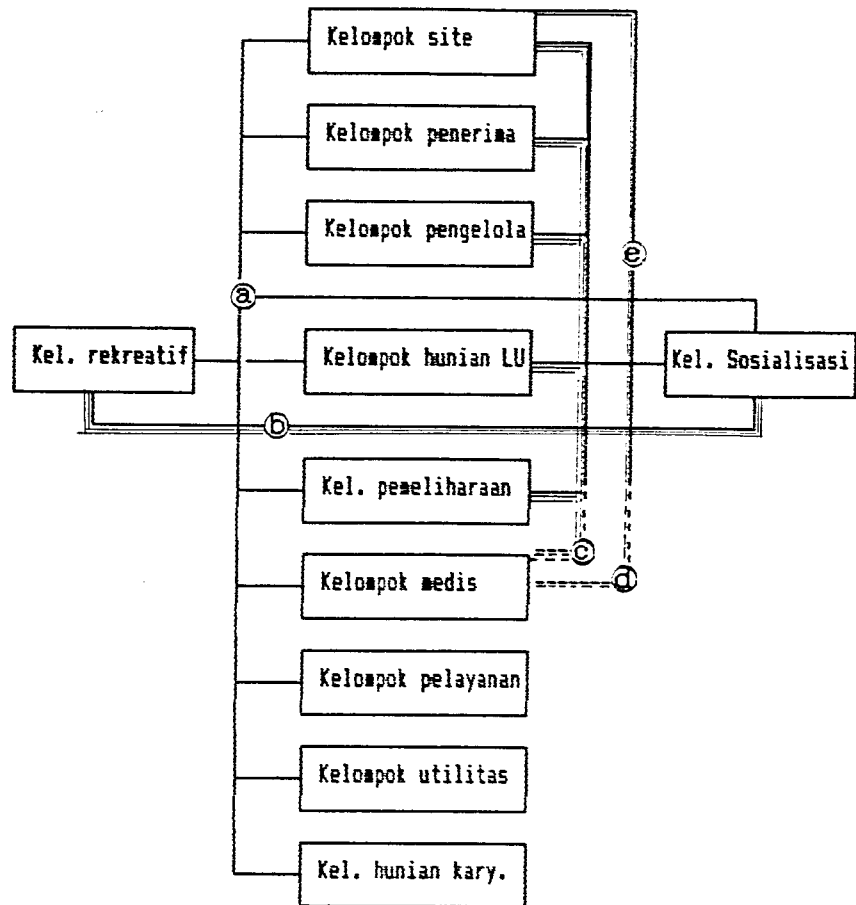 Kelompok site
Kelompok penerima
Kelompok pengelola
e
a
Kel. rekreatif
Kelompok hunian LU
Kel. Sosialisasi
b
Kel. pemeliharaan
c
Kelompok medis
d
Kelompok pelayanan
Kelompok utilitas
Kel. hunian kary.